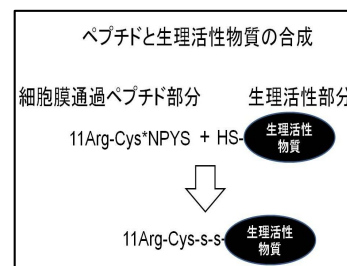 ペプチドと生理活性物質の合成
細胞膜通過ペプチド部分 生理活性部分
11Arg-Cys*NPYS + HS- 生理活性
物質
11Arg-Cys-s-s- 生理活性
物質